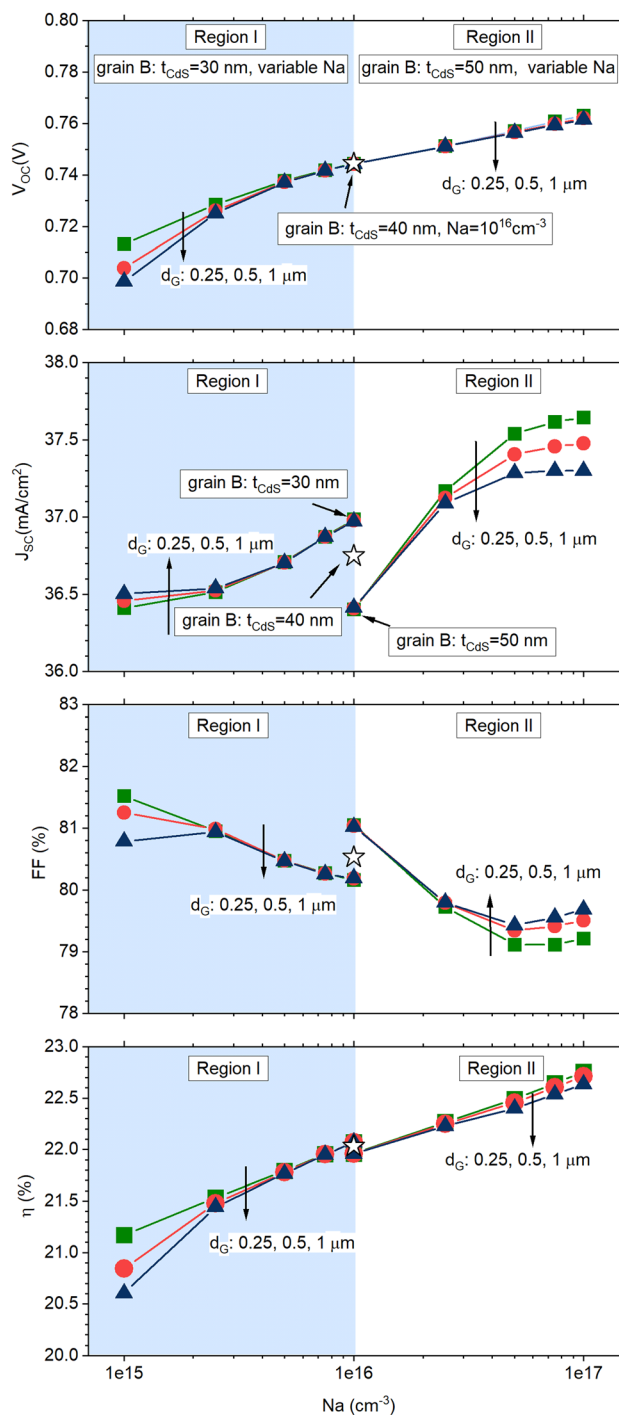 0.80
Region I
Region II
grain B: tCdS=30 nm, variable Na
grain B: tCdS=50 nm, variable Na
0.78
0.76
VOC(V)
0.74
dG: 0.25, 0.5, 1 μm
0.72
grain B: tCdS=40 nm, Na=10¹⁶cm⁻³
0.70
dG: 0.25, 0.5, 1 μm
0.68
38.0
Region I
Region II
37.5
grain B: tCdS=30 nm
JSC(mA/cm²)
37.0
dG: 0.25, 0.5, 1 μm
dG: 0.25, 0.5, 1 μm
36.5
grain B: tCdS=40 nm
grain B: tCdS=50 nm
36.0
83
Region I
Region II
82
81
FF (%)
dG: 0.25, 0.5, 1 μm
80
dG: 0.25, 0.5, 1 μm
79
78
23.0
Region I
Region II
22.5
22.0
η (%)
dG: 0.25, 0.5, 1 μm
21.5
dG: 0.25, 0.5, 1 μm
21.0
20.5
20.0
1e15
1e16
1e17
Na (cm⁻³)